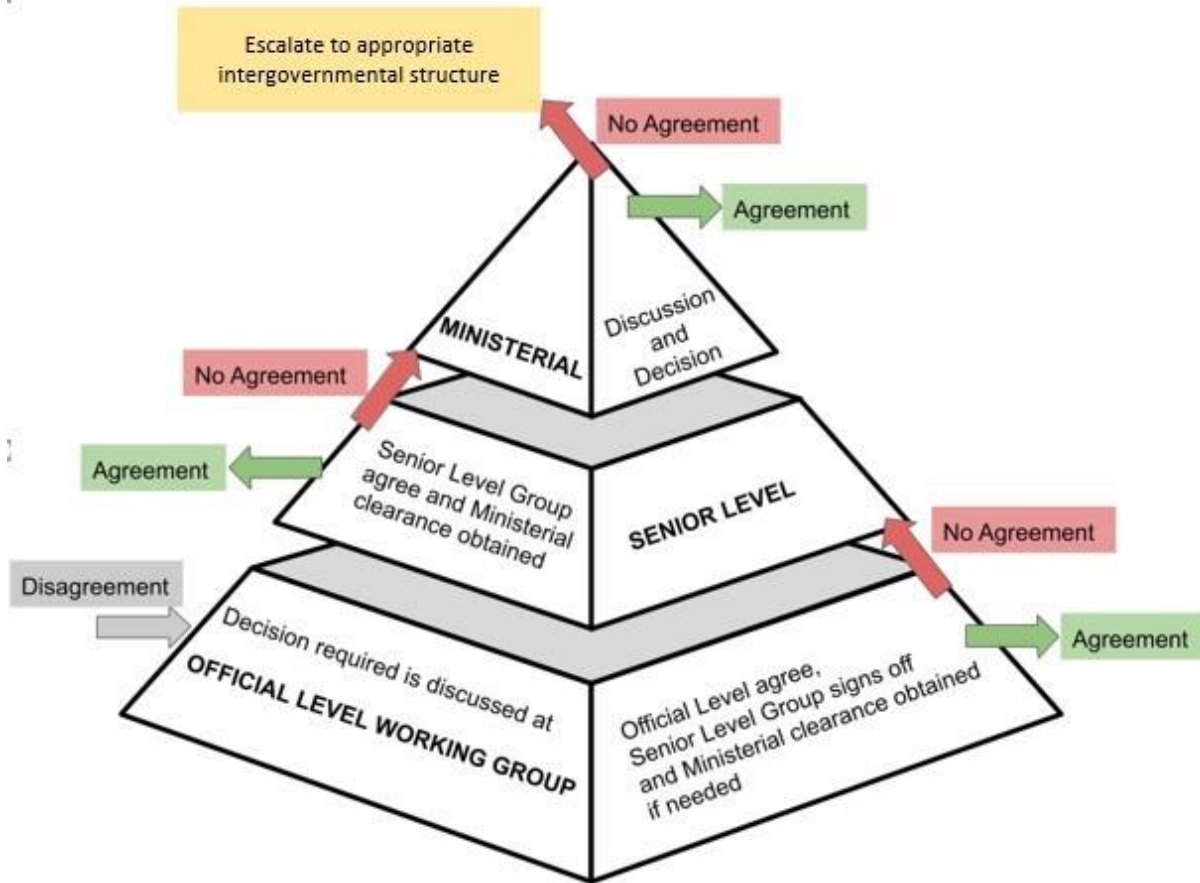 Escalate to appropriate
intergovernmental structure
No Agreement
Agreement
MINISTERIAL
Discussion
and
Decision
No Agreement
Agreement
Senior Level Group
agree and Ministerial
clearance obtained
SENIOR LEVEL
No Agreement
Disagreement
Decision required is discussed at
OFFICIAL LEVEL WORKING GROUP
Official Level agree,
Senior Level Group signs off
and Ministerial clearance obtained
if needed
Agreement